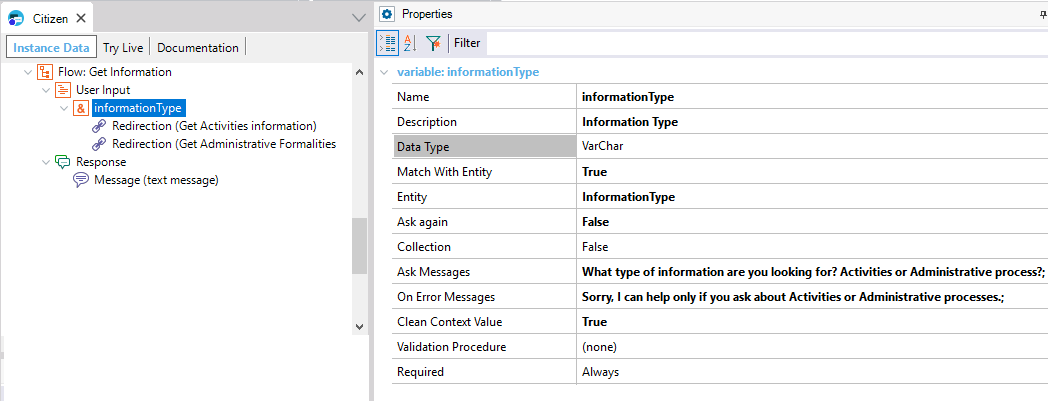 Citizen
Instance Data Try Live Documentation
Flow: Get Information
User Input
& informationType
Redirection (Get Activities information)
Redirection (Get Administrative Formalities
Response
Message (text message)
Properties
A Z Filter
variable: informationType
Name informationType
Description Information Type
Data Type VarChar
Match With Entity True
Entity InformationType
Ask again False
Collection False
Ask Messages What type of information are you looking for? Activities or Administrative process?;
On Error Messages Sorry, I can help only if you ask about Activities or Administrative processes.;
Clean Context Value True
Validation Procedure (none)
Required Always